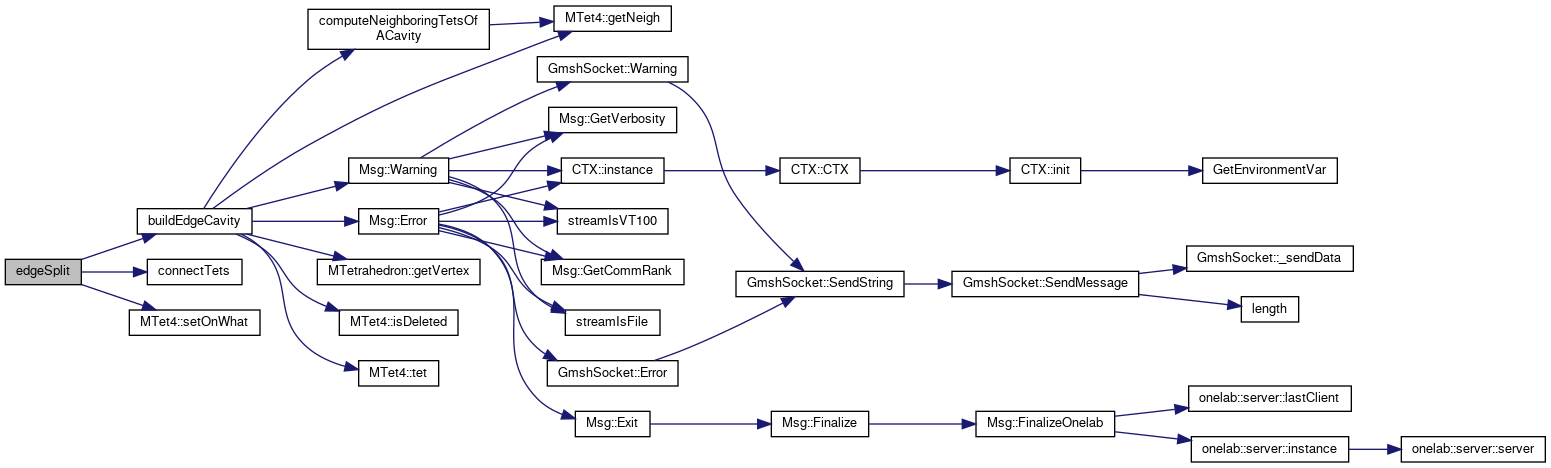 computeNeighboringTetsOf
ACavity
MTet4::getNeigh
GmshSocket::Warning
Msg::GetVerbosity
Msg::Warning
CTX::instance
CTX::CTX
CTX::init
GetEnvironmentVar
buildEdgeCavity
Msg::Error
streamIsVT100
edgeSplit
connectTets
MTetrahedron::getVertex
Msg::GetCommRank
GmshSocket::SendString
GmshSocket::SendMessage
GmshSocket::_sendData
length
MTet4::setOnWhat
MTet4::isDeleted
streamIsFile
MTet4::tet
GmshSocket::Error
Msg::Exit
Msg::Finalize
Msg::FinalizeOnelab
onelab::server::lastClient
onelab::server::instance
onelab::server::server